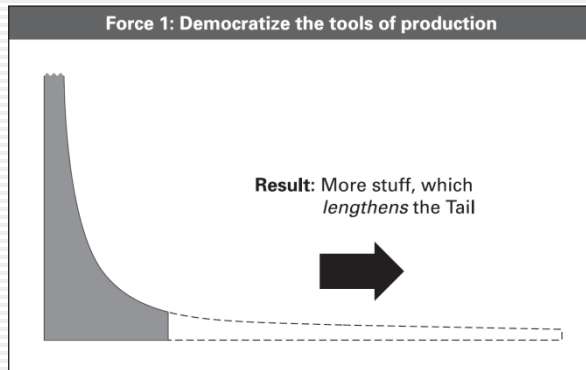 Force 1: Democratize the tools of production
Result: More stuff, which
lengthens the Tail